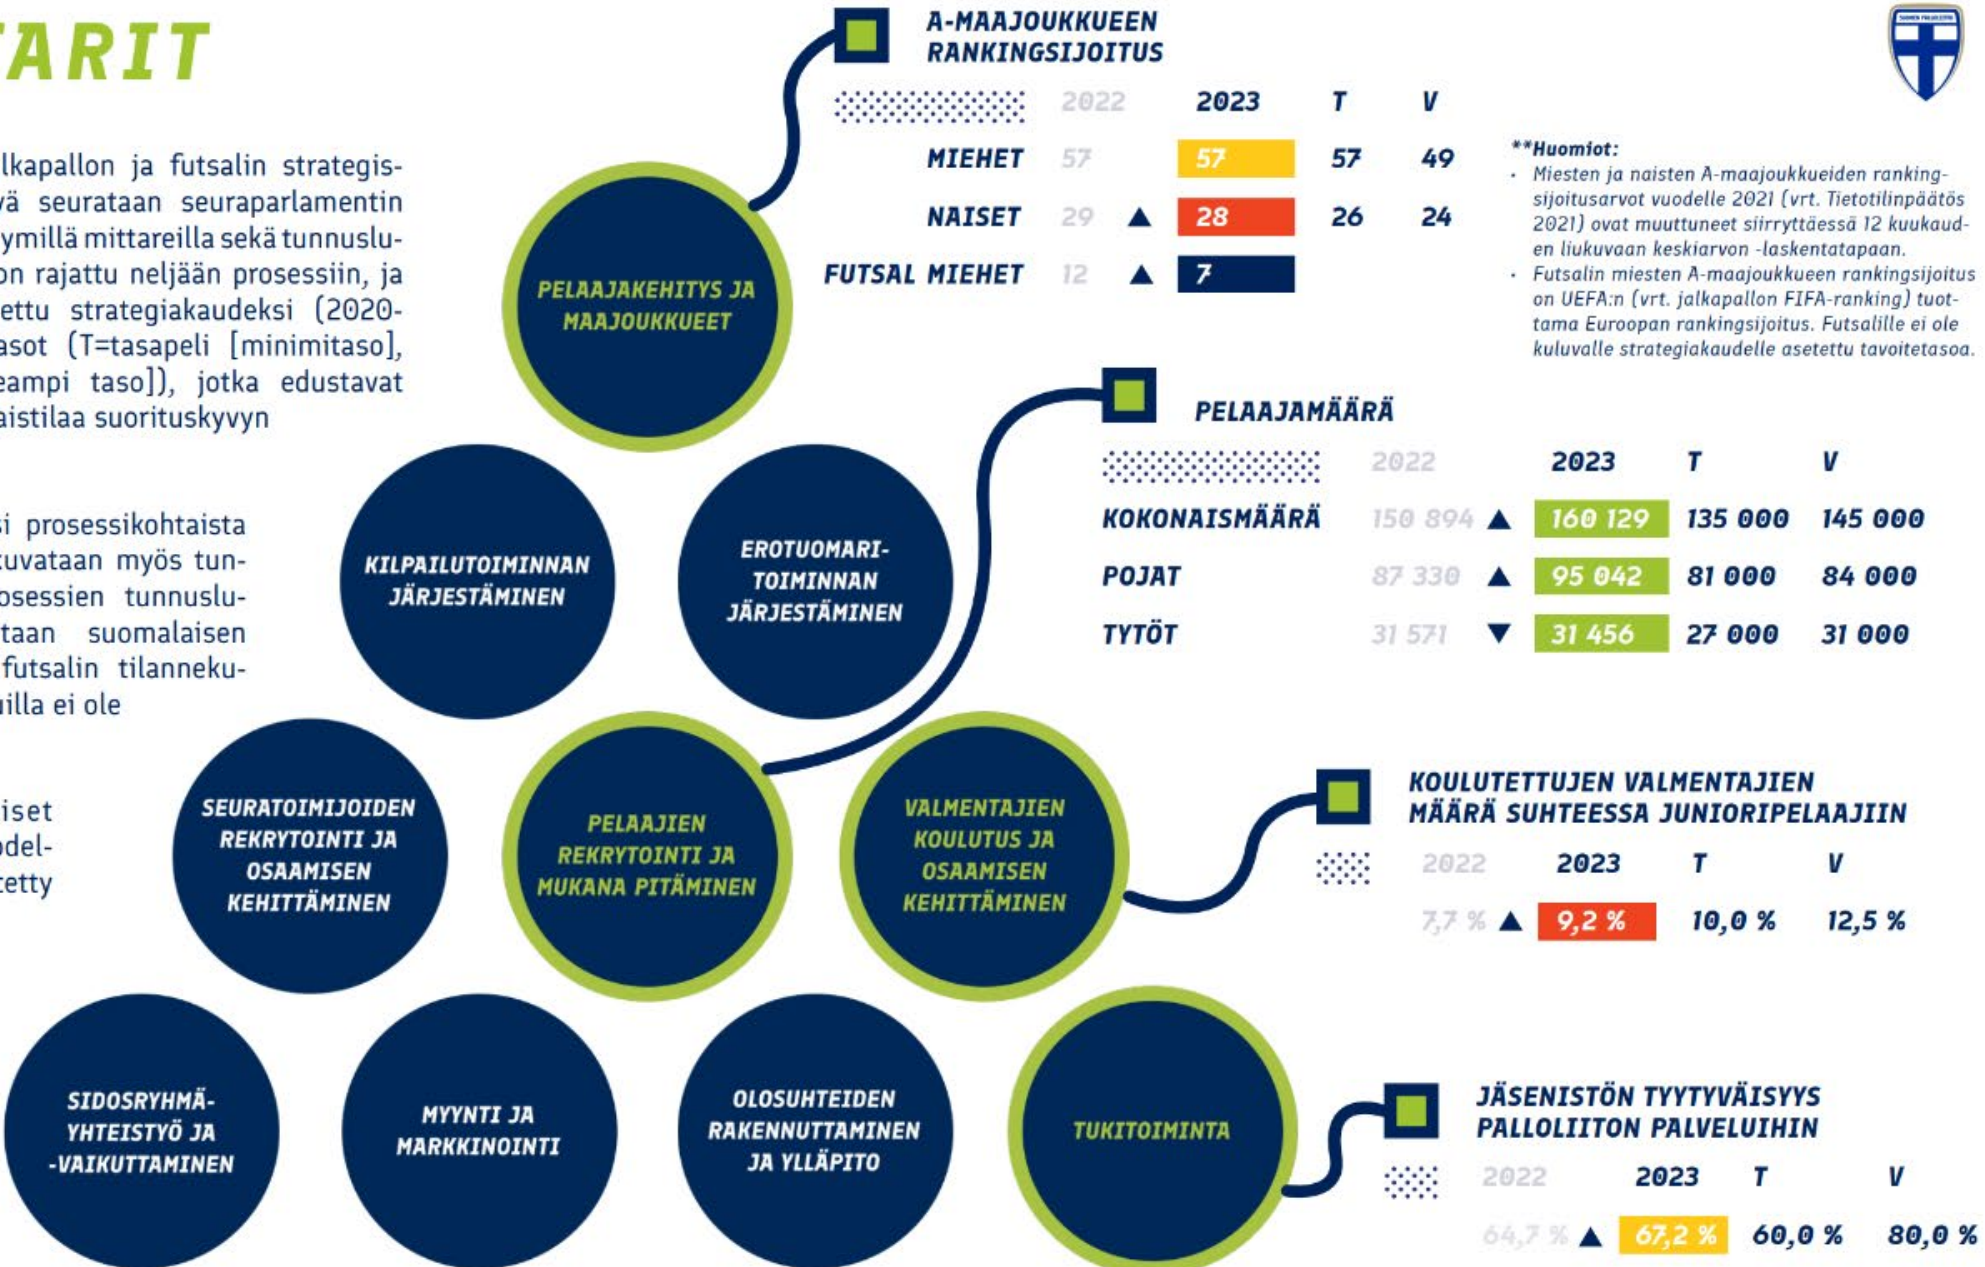 TARIT
lkapallon ja futsalin strategis-
vä seurataan seuraparlamentin
ymillä mittareilla sekä tunnuslu-
on rajattu neljään prosessiin, ja
ettu strategiakaudeksi (2020-
asot (T=tasapeli [minimitaso],
eampi taso]), jotka edustavat
aistilaa suorituskyvyn
si prosessikohtaista
kuvataan myös tun-
osessien tunnuslu-
taan suomalaisen
futsalin tilanneku-
uilla ei ole
iset
odel-
tetty
PELAAJAKEHITYS JA
MAAJOUKKUEET
KILPAILUTOIMINNAN
JÄRJESTÄMINEN
EROTUOMARI-
TOIMINNAN
JÄRJESTÄMINEN
SEURATOIMIJOIDEN
REKRYTOINTI JA
OSAAMISEN
KEHITTÄMINEN
PELAAJIEN
REKRYTOINTI JA
MUKANA PITÄMINEN
VALMENTAJIEN
KOULUTUS JA
OSAAMISEN
KEHITTÄMINEN
SIDOSRYHMÄ-
YHTEISTYÖ JA
-VAIKUTTAMINEN
MYYNTI JA
MARKKINOINTI
OLOSUHTEIDEN
RAKENNUTTAMINEN
JA YLLÄPITO
TUKITOIMINTA
A-MAAJOUKKUEEN
RANKINGSIJOITUS
2022 2023 T V
MIEHET 57 57 57 49
NAISET 29 ▲ 28 26 24
FUTSAL MIEHET 12 ▲ 7
SUOMEN PALLOLIITTO
**Huomiot:
• Miesten ja naisten A-maajoukkueiden ranking-
sijoitusarvot vuodelle 2021 (vrt. Tietotilinpäätös
2021) ovat muuttuneet siirryttäessä 12 kuukaud-
en liukuvaan keskiarvon -laskentatapaan.
• Futsalin miesten A-maajoukkueen rankingsijoitus
on UEFA:n (vrt. jalkapallon FIFA-ranking) tuot-
tama Euroopan rankingsijoitus. Futsalille ei ole
kuluvalle strategiakaudelle asetettu tavoitetasoa.
PELAAJAMÄÄRÄ
2022 2023 T V
KOKONAISMÄÄRÄ 150 894 ▲ 160 129 135 000 145 000
POJAT 87 330 ▲ 95 042 81 000 84 000
TYTÖT 31 571 ▼ 31 456 27 000 31 000
KOULUTETTUJEN VALMENTAJIEN
MÄÄRÄ SUHTEESSA JUNIORIPELAAJIIN
2022 2023 T V
7,7 % ▲ 9,2 % 10,0 % 12,5 %
JÄSENISTÖN TYYTYVÄISYYS
PALLOLIITON PALVELUIHIN
2022 2023 T V
64,7 % ▲ 67,2 % 60,0 % 80,0 %